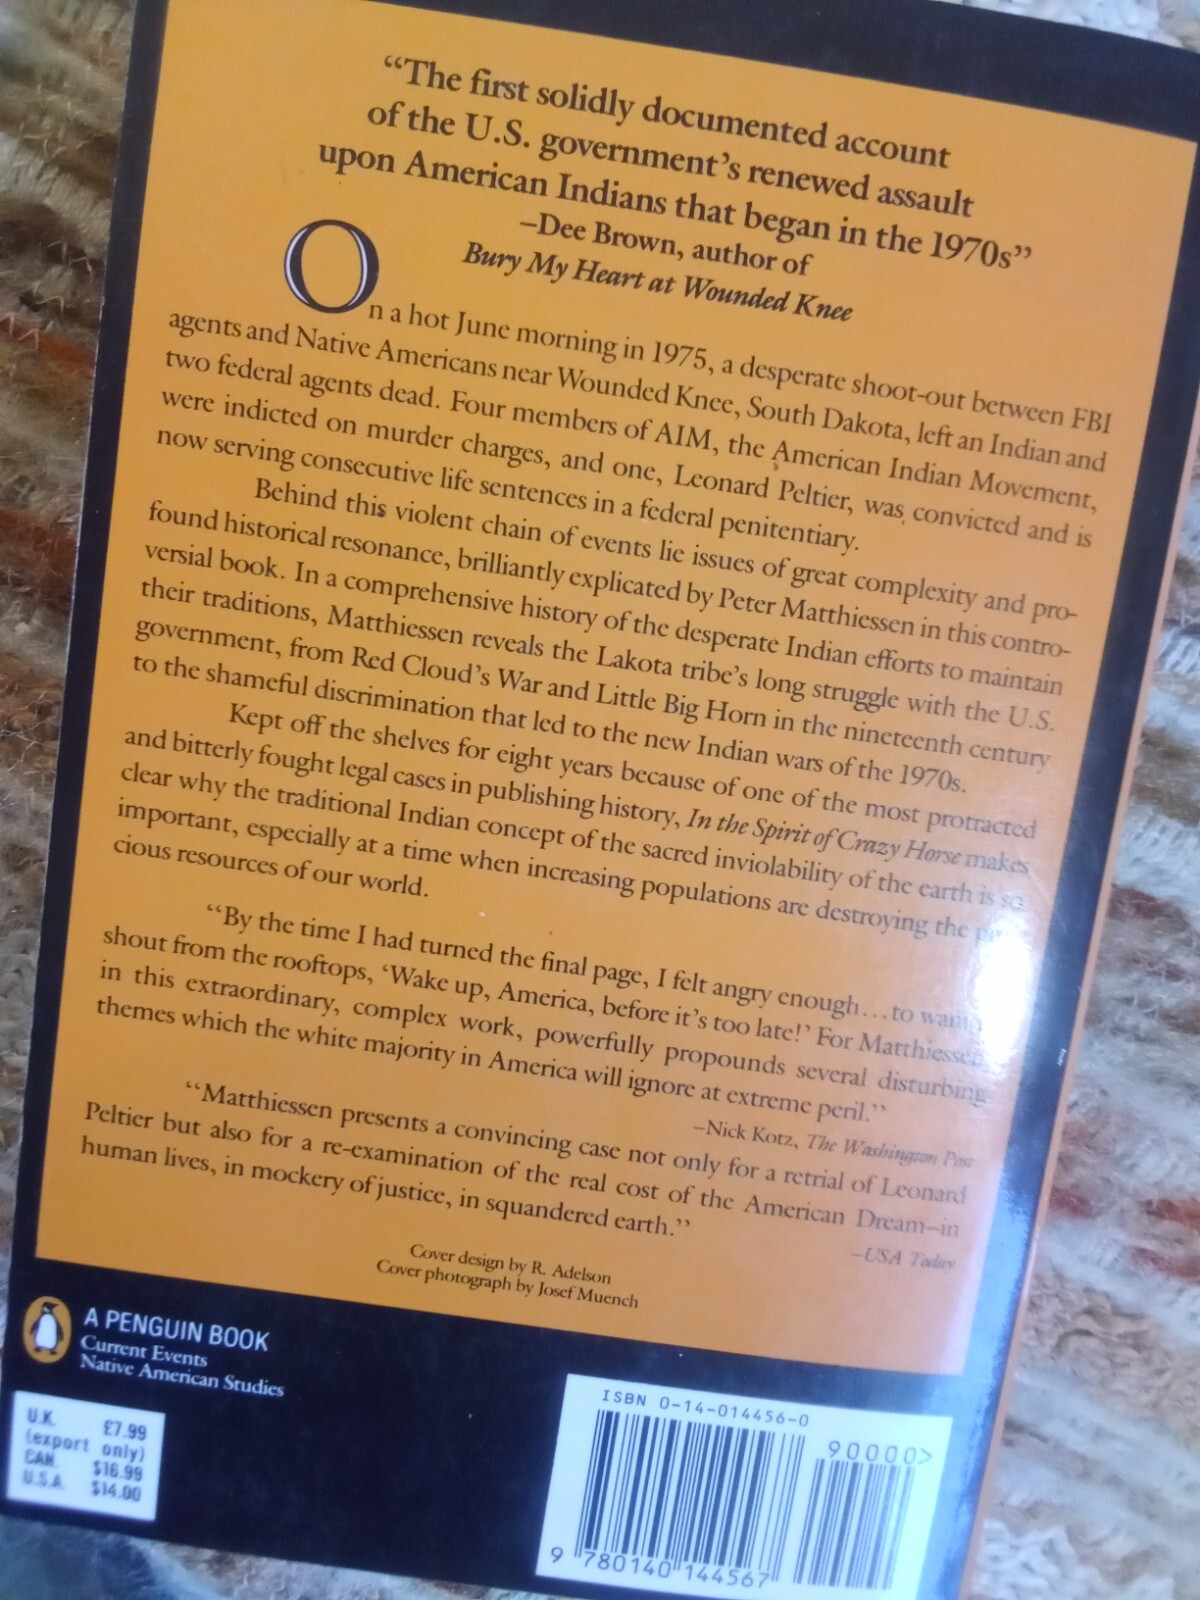 “The first solidly documented account
of the U.S. government’s renewed assault
upon American Indians that began in the 1970s”
–Dee Brown, author of
Bury My Heart at Wounded Knee
On a hot June morning in 1975, a desperate shoot-out between FBI
agents and Native Americans near Wounded Knee, South Dakota, left an Indian and
two federal agents dead. Four members of AIM, the American Indian Movement,
were indicted on murder charges, and one, Leonard Peltier, was convicted and is
now serving consecutive life sentences in a federal penitentiary.
Behind this violent chain of events lie issues of great complexity and pro-
found historical resonance, brilliantly explicated by Peter Matthiessen in this contro-
versial book. In a comprehensive history of the desperate Indian efforts to maintain
their traditions, Matthiessen reveals the Lakota tribe’s long struggle with the U.S.
government, from Red Cloud’s War and Little Big Horn in the nineteenth century
to the shameful discrimination that led to the new Indian wars of the 1970s.
Kept off the shelves for eight years because of one of the most protracted
and bitterly fought legal cases in publishing history, In the Spirit of Crazy Horse makes
clear why the traditional Indian concept of the sacred inviolability of the earth is so
important, especially at a time when increasing populations are destroying the pre-
cious resources of our world.
“By the time I had turned the final page, I felt angry enough...to want to
shout from the rooftops, ‘Wake up, America, before it’s too late!’ For Matthiessen,
in this extraordinary, complex work, powerfully propounds several disturbing
themes which the white majority in America will ignore at extreme peril.”
–Nick Kotz, The Washington Post
“Matthiessen presents a convincing case not only for a retrial of Leonard
Peltier but also for a re-examination of the real cost of the American Dream–in
human lives, in mockery of justice, in squandered earth.”
–USA Today
Cover design by R. Adelson
Cover photograph by Josef Muench
A PENGUIN BOOK
Current Events
Native American Studies
U.K. £7.99
(export only)
CAN. $16.99
U.S.A. $14.00
ISBN 0-14-014456-0
90000>
9 780140 144567